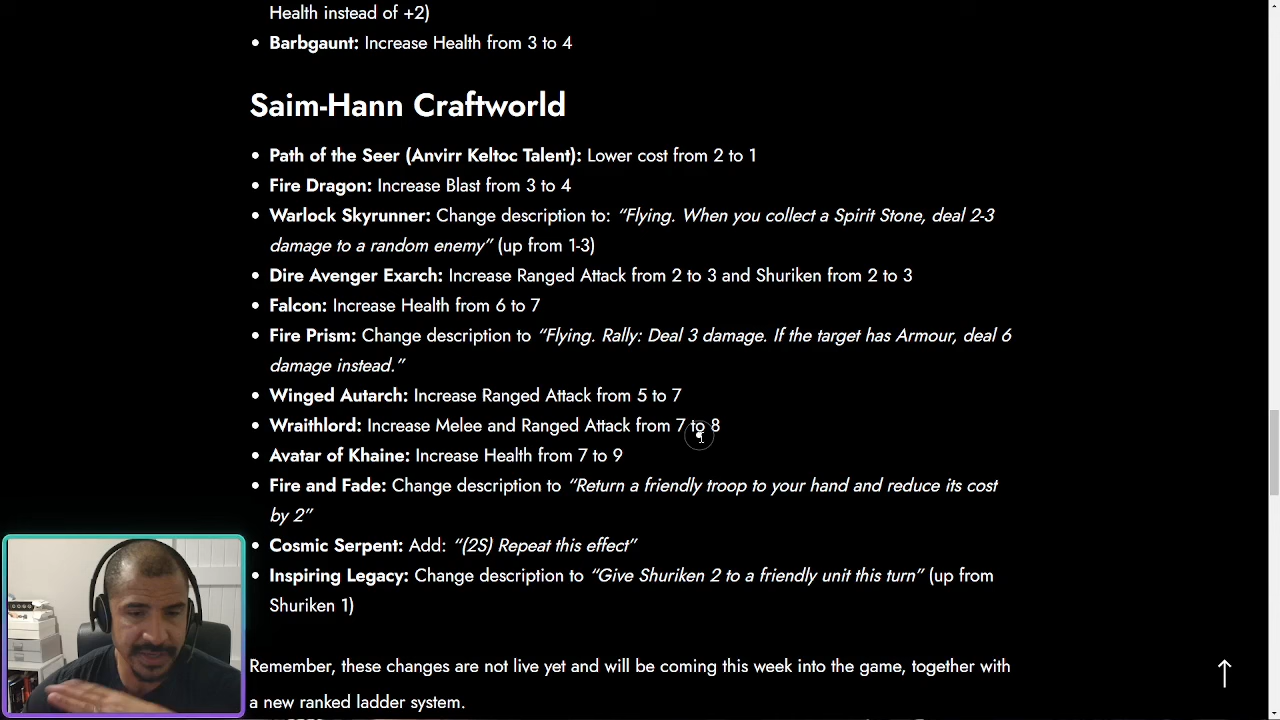 Health instead of +2)
• Barbgaunt: Increase Health from 3 to 4
Saim-Hann Craftworld
• Path of the Seer (Anvirr Keltoc Talent): Lower cost from 2 to 1
• Fire Dragon: Increase Blast from 3 to 4
• Warlock Skyrunner: Change description to: “Flying. When you collect a Spirit Stone, deal 2-3
damage to a random enemy” (up from 1-3)
• Dire Avenger Exarch: Increase Ranged Attack from 2 to 3 and Shuriken from 2 to 3
• Falcon: Increase Health from 6 to 7
• Fire Prism: Change description to “Flying. Rally: Deal 3 damage. If the target has Armour, deal 6
damage instead.”
• Winged Autarch: Increase Ranged Attack from 5 to 7
• Wraithlord: Increase Melee and Ranged Attack from 7 to 8
• Avatar of Khaine: Increase Health from 7 to 9
• Fire and Fade: Change description to “Return a friendly troop to your hand and reduce its cost
by 2”
• Cosmic Serpent: Add: “(2S) Repeat this effect”
• Inspiring Legacy: Change description to “Give Shuriken 2 to a friendly unit this turn” (up from
Shuriken 1)
Remember, these changes are not live yet and will be coming this week into the game, together with
a new ranked ladder system.